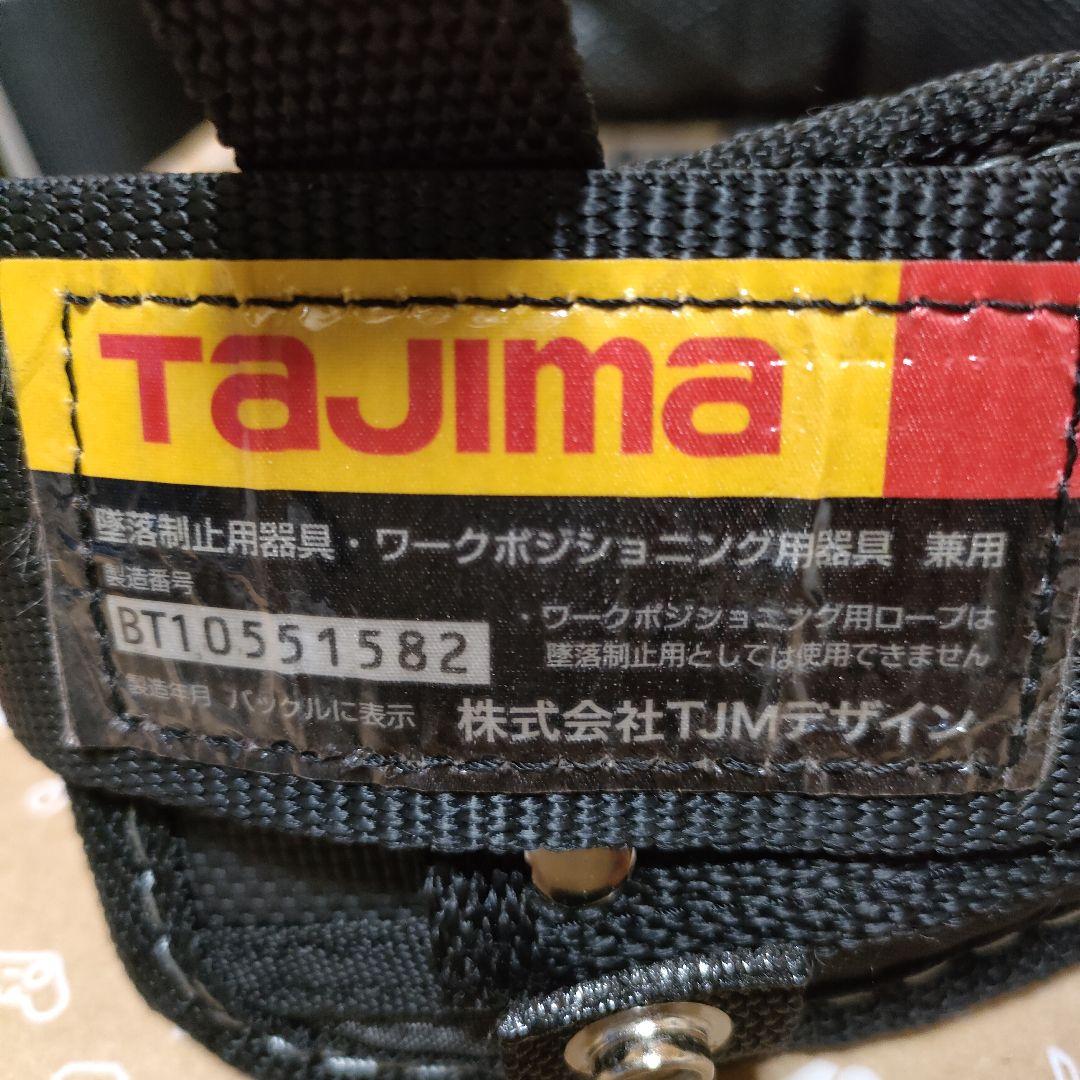 TaJIma
墜落制止用器具・ワークポジショニング用器具 兼用
製造番号
BT10551582
・ワークポジショニング用ロープは
墜落制止用としては使用できません
製造年月 バックルに表示
株式会社TJMデザイン